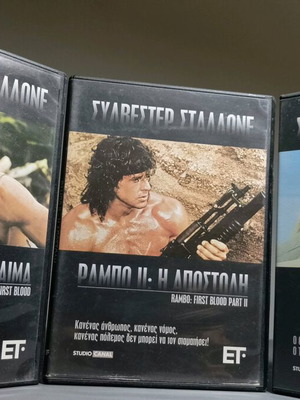 ΣΥΛΒΕΣΤΕΡ ΣΤΑΛΛΟΝΕ
ΡΑΜΠΟ ΙΙ: Η ΑΠΟΣΤΟΛΗ
RAMBO: FIRST BLOOD PART II
Κανένας άνθρωπος, κανένας νόμος,
κανένας πόλεμος δεν μπορεί να τον σταματήσει!
STUDIOCANAL
ET
ΛΛΟΝΕ
ΑΙΜΑ
FIRST BLOOD
ET